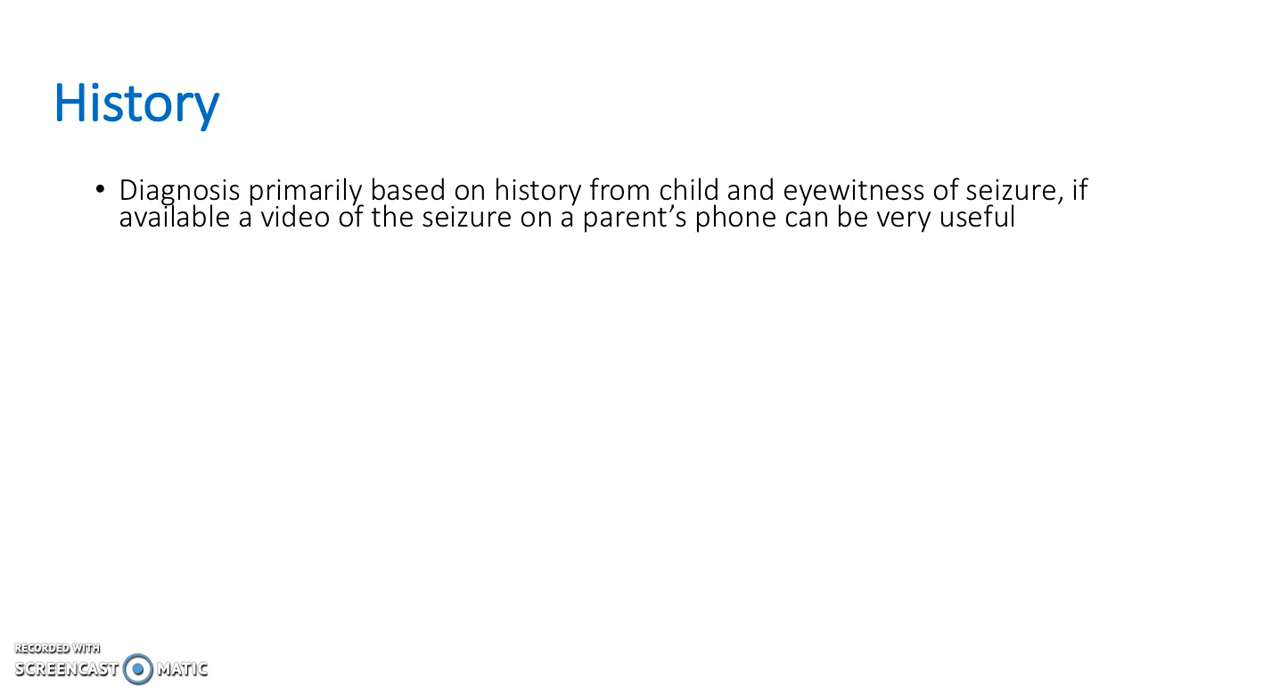 History
• Diagnosis primarily based on history from child and eyewitness of seizure, if
available a video of the seizure on a parent’s phone can be very useful
RECORDED WITH
SCREENCAST MATIC